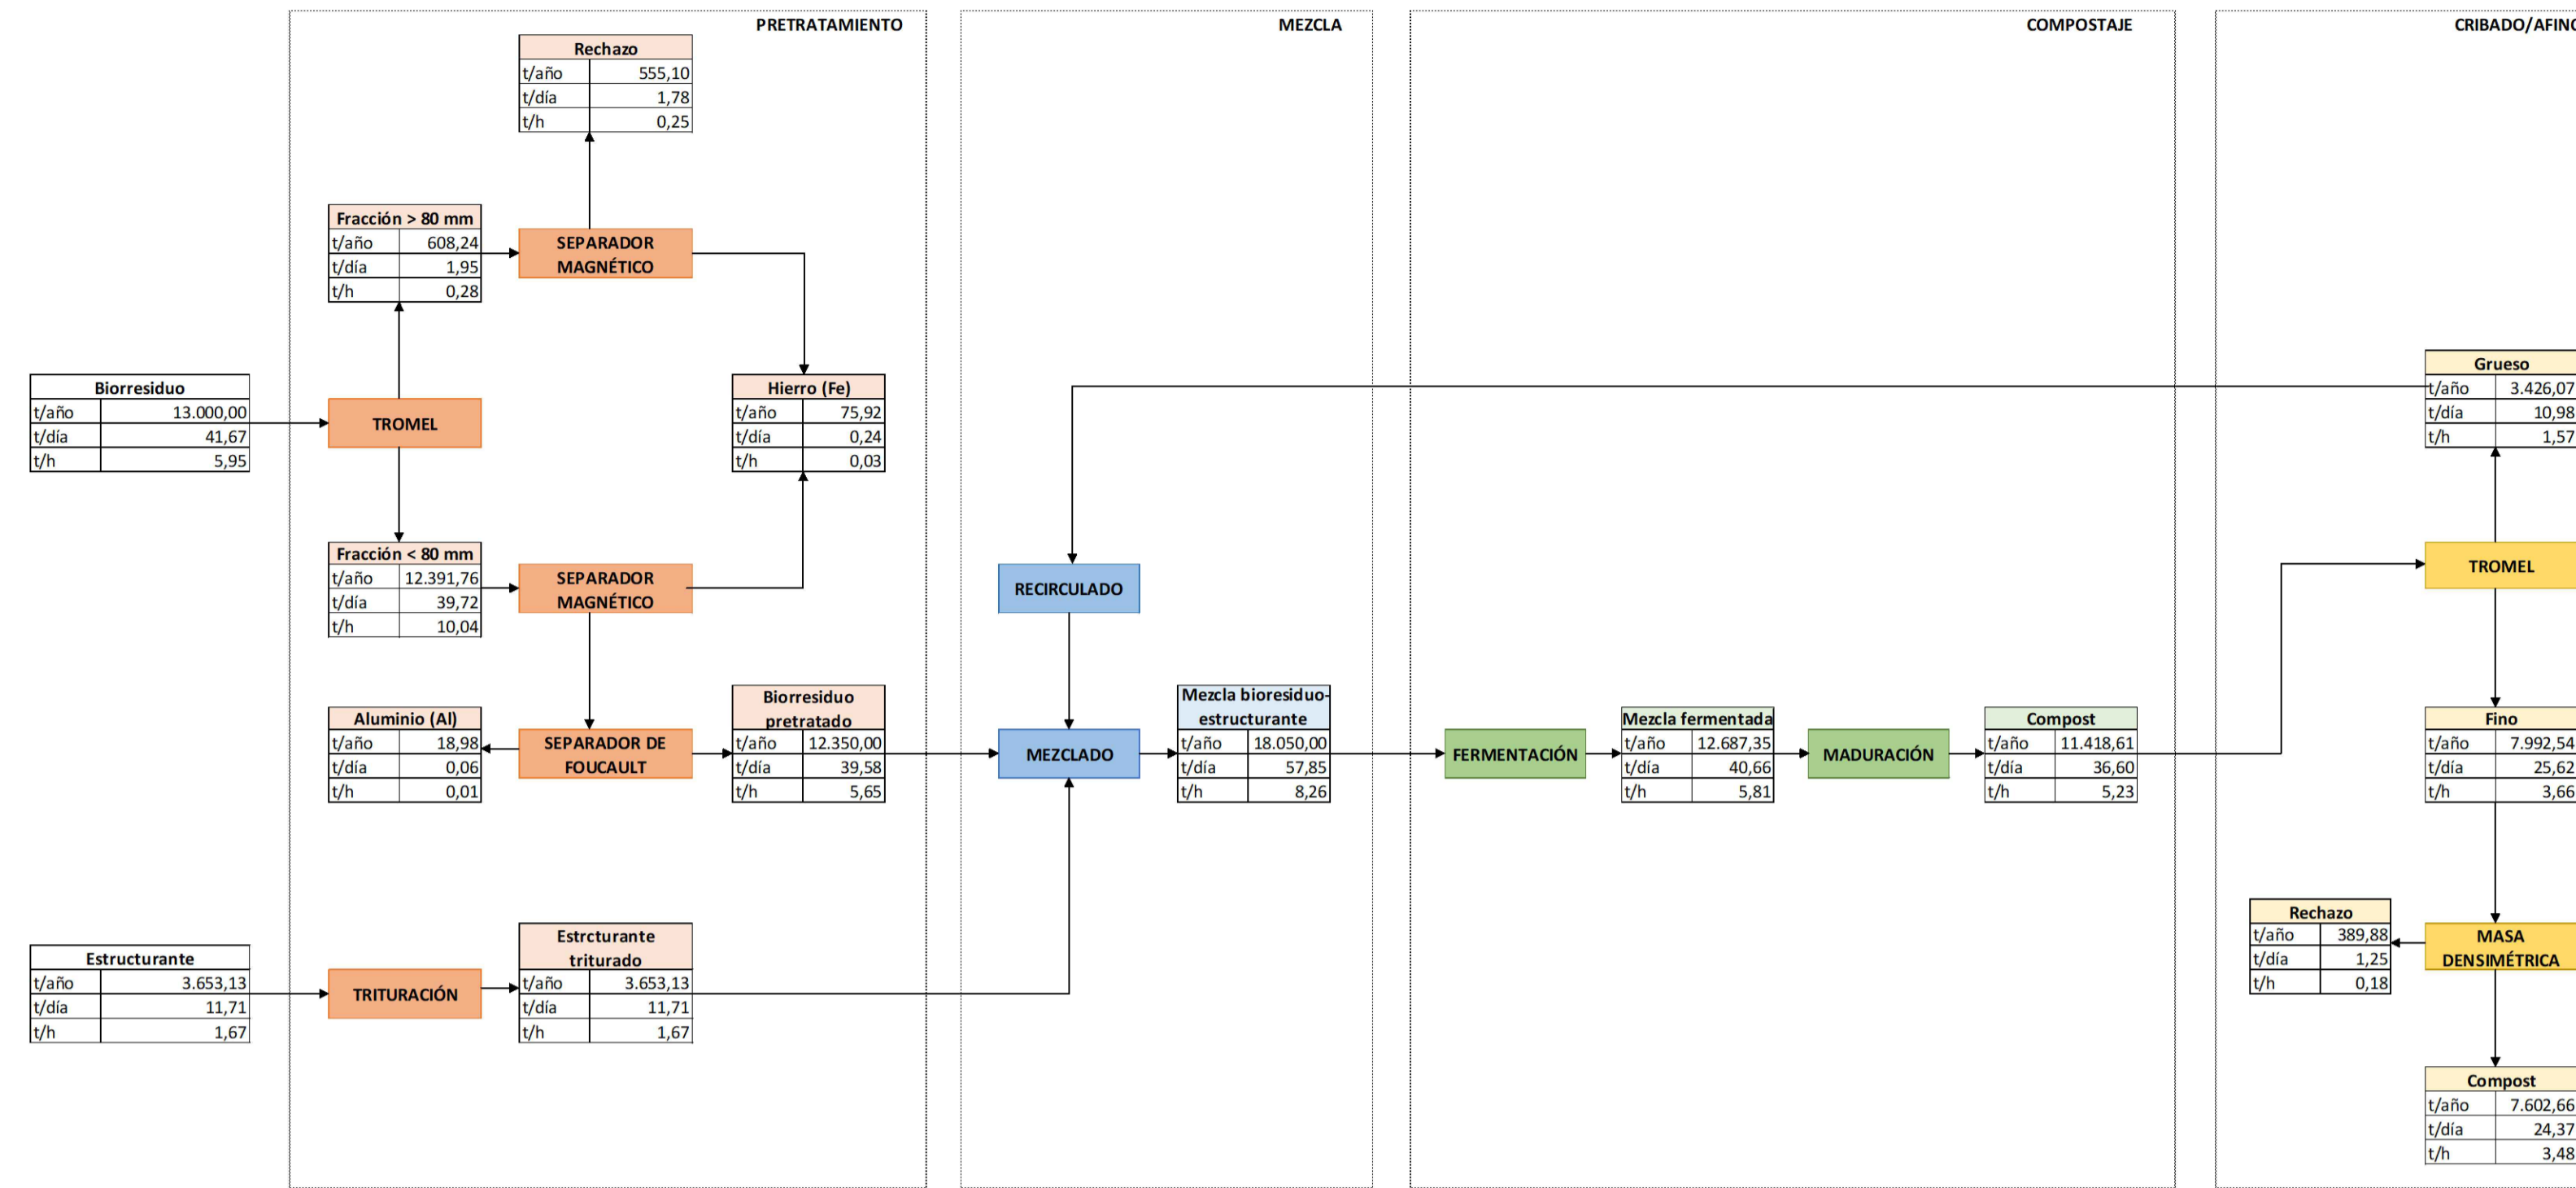 PRETRATAMIENTO
Rechazo
t/año 555,10
t/día 1,78
t/h 0,25
Fracción > 80 mm
t/año 608,24
t/día 1,95
t/h 0,28
SEPARADOR
MAGNÉTICO
Biorresiduo
t/año 13.000,00
t/día 41,67
t/h 5,95
TROMEL
Hierro (Fe)
t/año 75,92
t/día 0,24
t/h 0,03
Fracción < 80 mm
t/año 12.391,76
t/día 39,72
t/h 10,04
SEPARADOR
MAGNÉTICO
Aluminio (Al)
t/año 18,98
t/día 0,06
t/h 0,01
SEPARADOR DE
FOUCAULT
Biorresiduo
pretratado
t/año 12.350,00
t/día 39,58
t/h 5,65
Estructurante
t/año 3.653,13
t/día 11,71
t/h 1,67
TRITURACIÓN
Estrcturante
triturado
t/año 3.653,13
t/día 11,71
t/h 1,67
MEZCLA
RECIRCULADO
MEZCLADO
Mezcla bioresiduo-
estructurante
t/año 18.050,00
t/día 57,85
t/h 8,26
COMPOSTAJE
FERMENTACIÓN
Mezcla fermentada
t/año 12.687,35
t/día 40,66
t/h 5,81
MADURACIÓN
Compost
t/año 11.418,61
t/día 36,60
t/h 5,23
CRIBADO/AFINO
Grueso
t/año 3.426,07
t/día 10,98
t/h 1,57
TROMEL
Fino
t/año 7.992,54
t/día 25,62
t/h 3,66
Rechazo
t/año 389,88
t/día 1,25
t/h 0,18
MASA
DENSIMÉTRICA
Compost
t/año 7.602,66
t/día 24,37
t/h 3,48